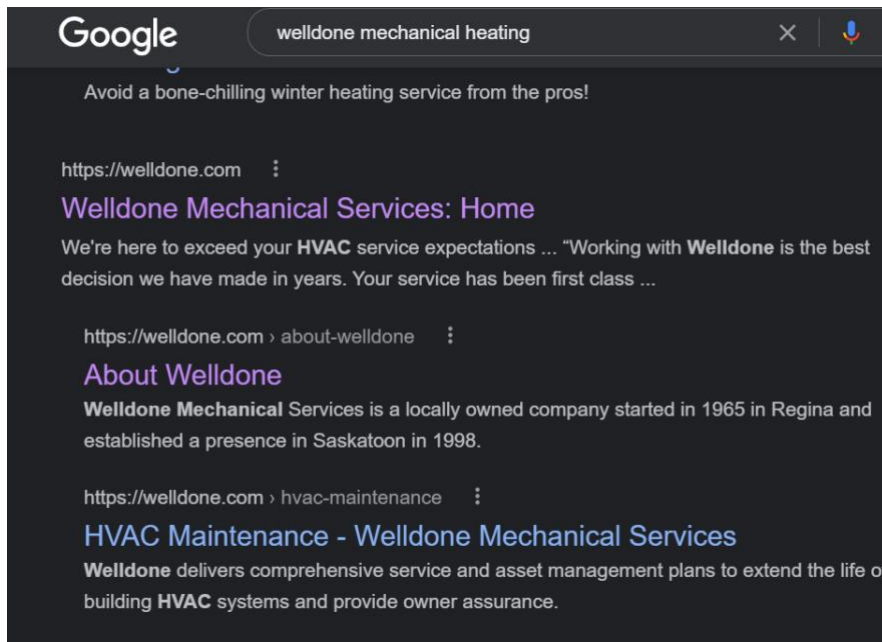 Google
welldone mechanical heating
Avoid a bone-chilling winter heating service from the pros!
https://welldone.com
Welldone Mechanical Services: Home
We're here to exceed your HVAC service expectations ... “Working with Welldone is the best
decision we have made in years. Your service has been first class ...
https://welldone.com › about-welldone
About Welldone
Welldone Mechanical Services is a locally owned company started in 1965 in Regina and
established a presence in Saskatoon in 1998.
https://welldone.com › hvac-maintenance
HVAC Maintenance - Welldone Mechanical Services
Welldone delivers comprehensive service and asset management plans to extend the life
building HVAC systems and provide owner assurance.